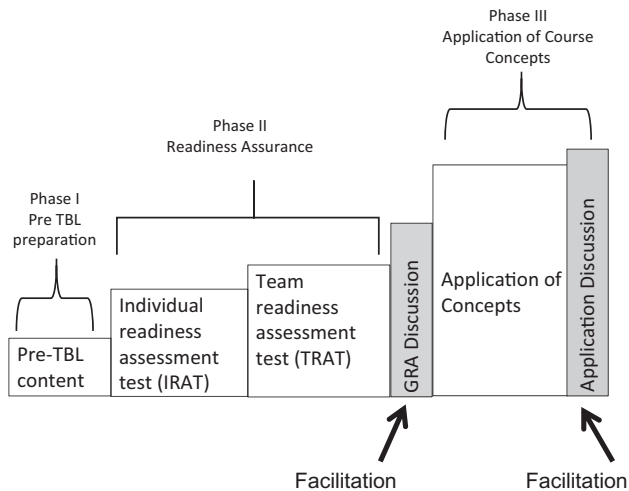 Phase III
Application of Course
Concepts
Phase II
Readiness Assurance
Phase I
Pre TBL
preparation
Pre-TBL
content
Individual
readiness
assessment
test (IRAT)
Team
readiness
assessment
test (TRAT)
GRA Discussion
Application of
Concepts
Application Discussion
Facilitation
Facilitation